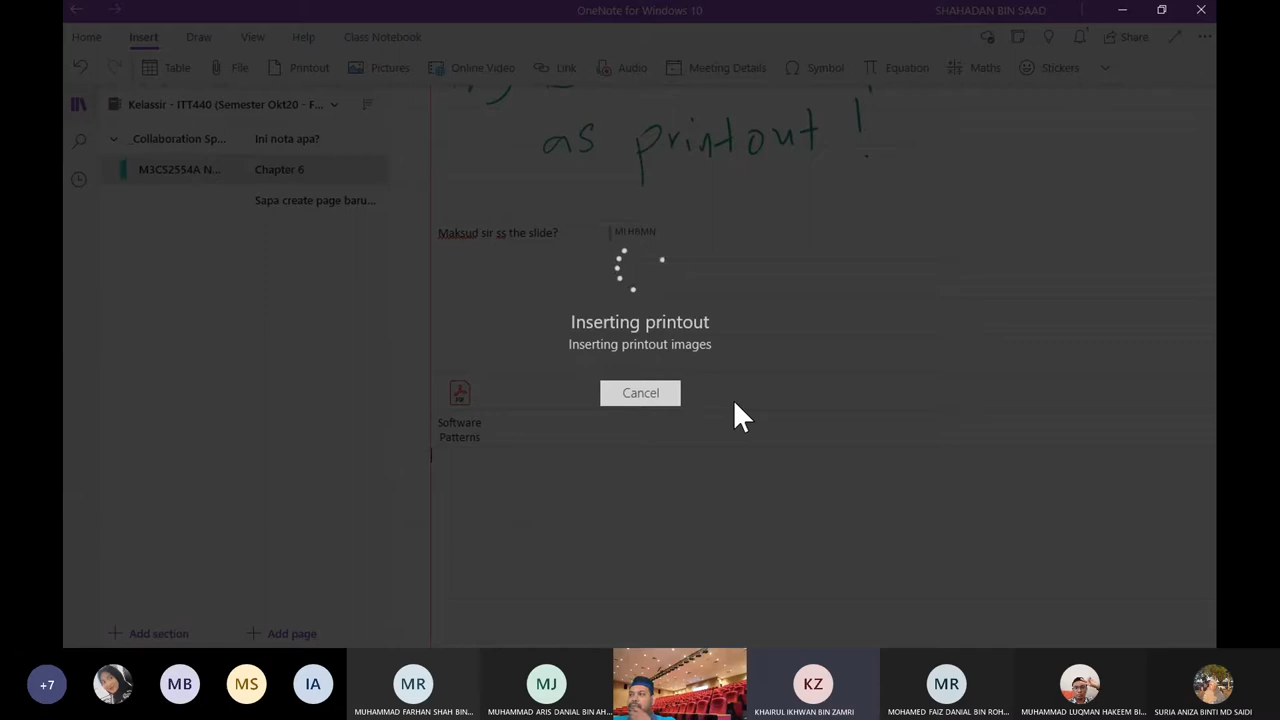 OneNote for Windows 10
SHAHADAN BIN SAAD
Home
Insert
Draw
View
Help
Class Notebook
Share
Table
File
Printout
Pictures
Online Video
Link
Audio
Meeting Details
Symbol
Equation
Maths
Stickers
Kelassir - ITT440 (Semester Okt20 - F...
_Collaboration Sp...
Ini nota apa?
M3CS2554A N...
Chapter 6
Sapa create page baru...
as printout !
Maksud sir ss the slide?
Inserting printout
Inserting printout images
Cancel
Software
Patterns
Add section
Add page
+7
MB
MS
IA
MR
MJ
KZ
MR
MUHAMMAD FARHAN SHAH BIN...
MUHAMMAD ARIS DANIAL BIN AH...
KHAIRUL IKHWAN BIN ZAMRI
MOHAMED FAIZ DANIAL BIN ROH...
MUHAMMAD LUQMAN HAKEEM BI...
SURIA ANIZA BINTI MD SAIDI